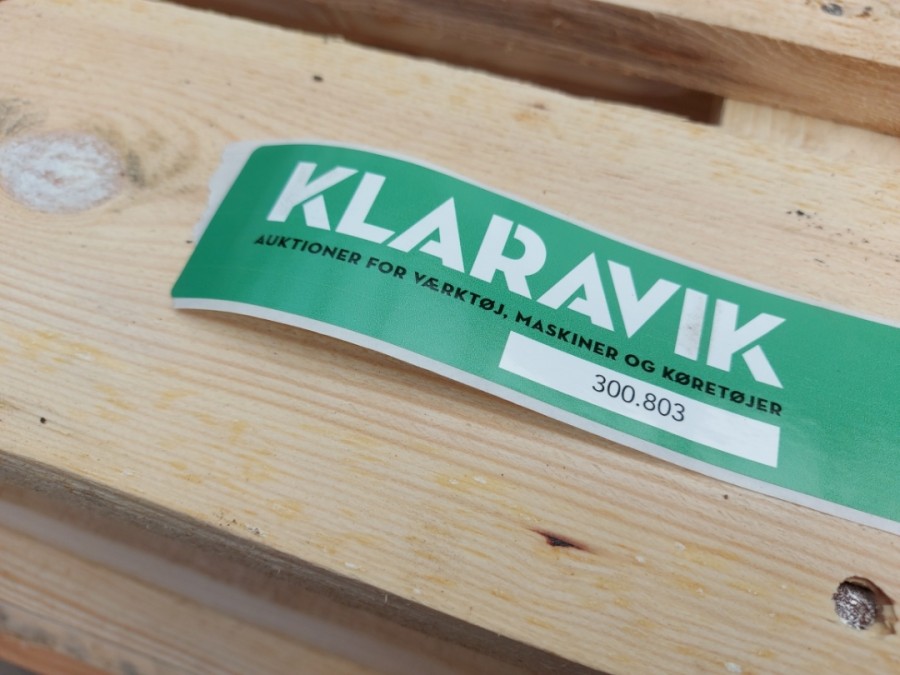 KLARAVIK
AUKTIONER FOR VÆRKTØJ, MASKINER OG KØRETØJER
300.803